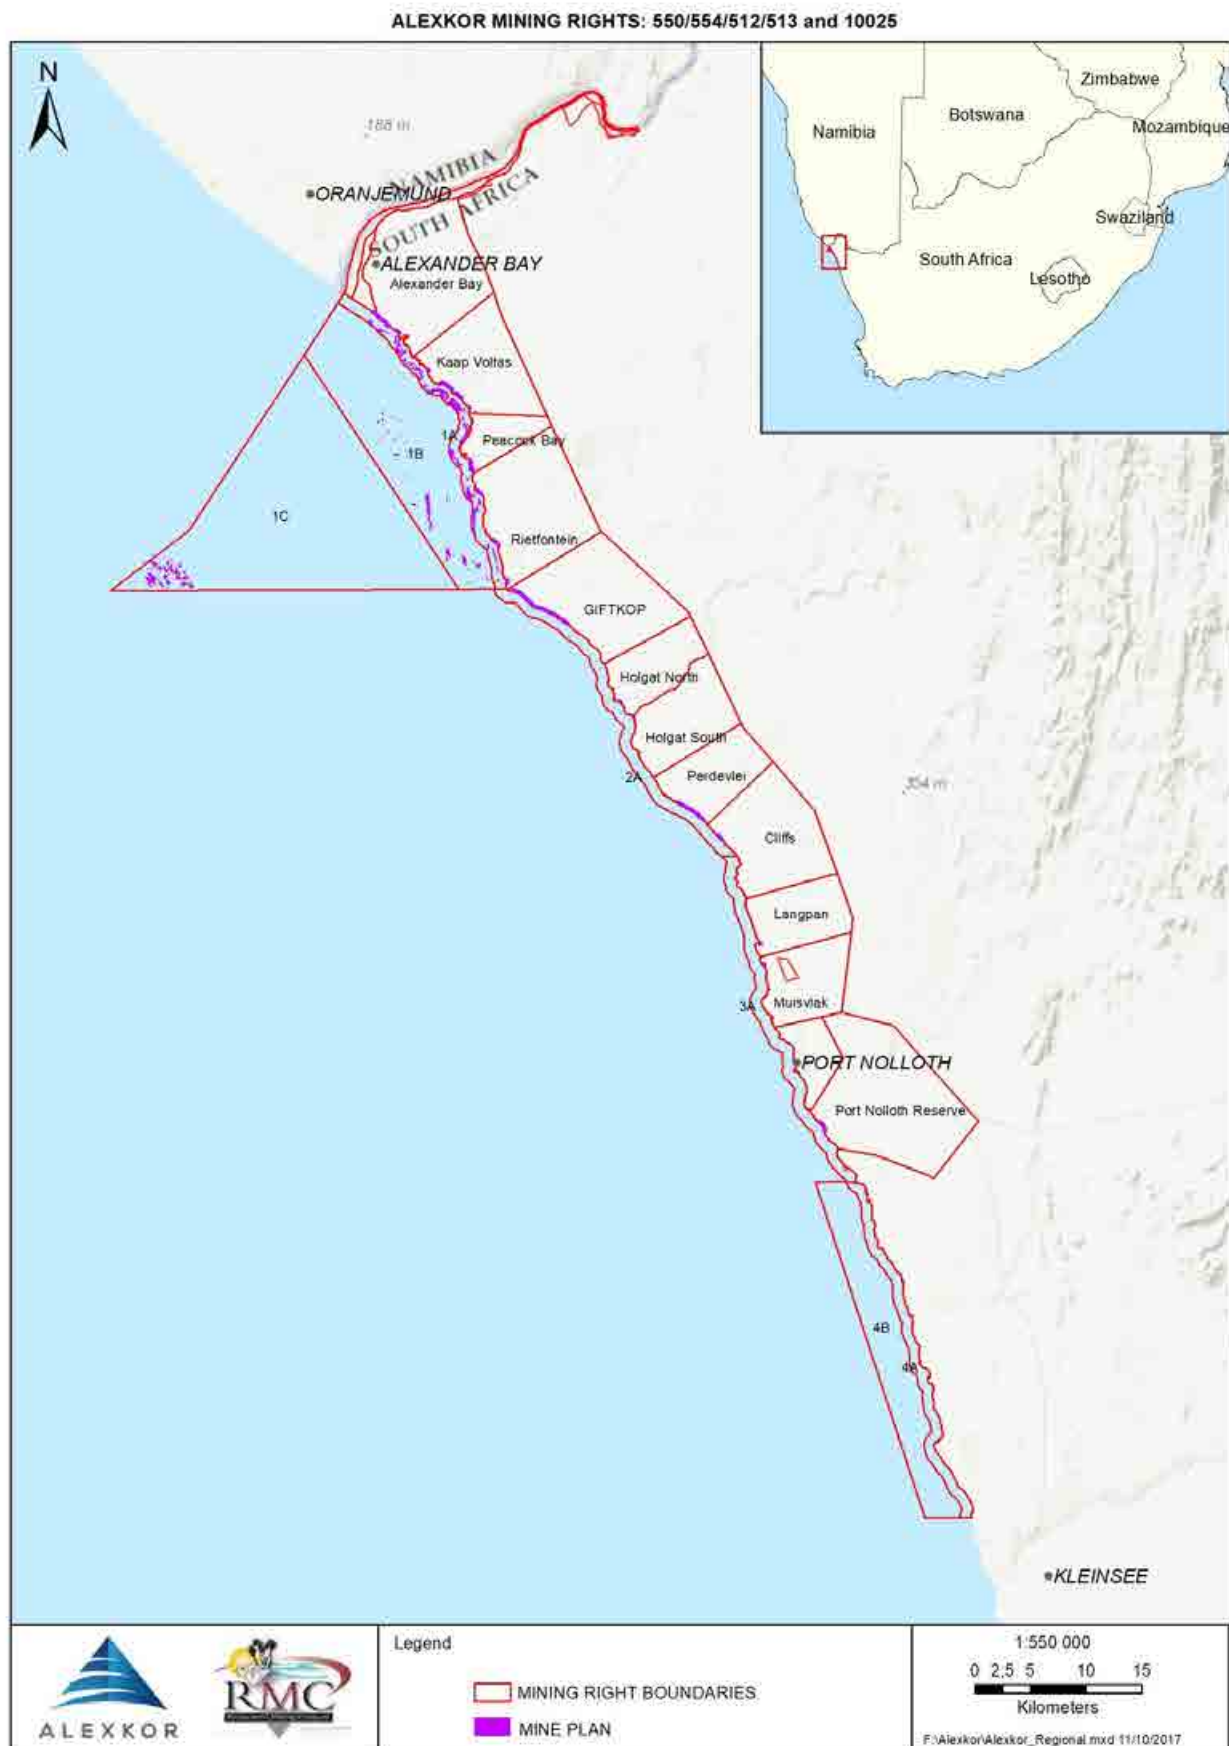 ALEXKOR MINING RIGHTS: 550/554/512/513 and 10025
N
188 m
NAMIBIA
SOUTH AFRICA
ORANJEMUND
ALEXANDER BAY
Alexander Bay
Kaap Voltas
1A
Peacock Bay
1B
1C
Rietfontein
GIFTKOP
Holgat North
Holgat South
2A
Perdevlei
354 m
Cliffs
Langpan
Muisvlak
3A
PORT NOLLOTH
Port Nolloth Reserve
4B
4A
KLEINSEE
Zimbabwe
Botswana
Namibia
Mozambique
Swaziland
South Africa
Lesotho
ALEXKOR
RMC
Legend
MINING RIGHT BOUNDARIES
MINE PLAN
1:550 000
0 2,5 5 10 15
Kilometers
F:\Alexkor\Alexkor_Regional.mxd 11/10/2017